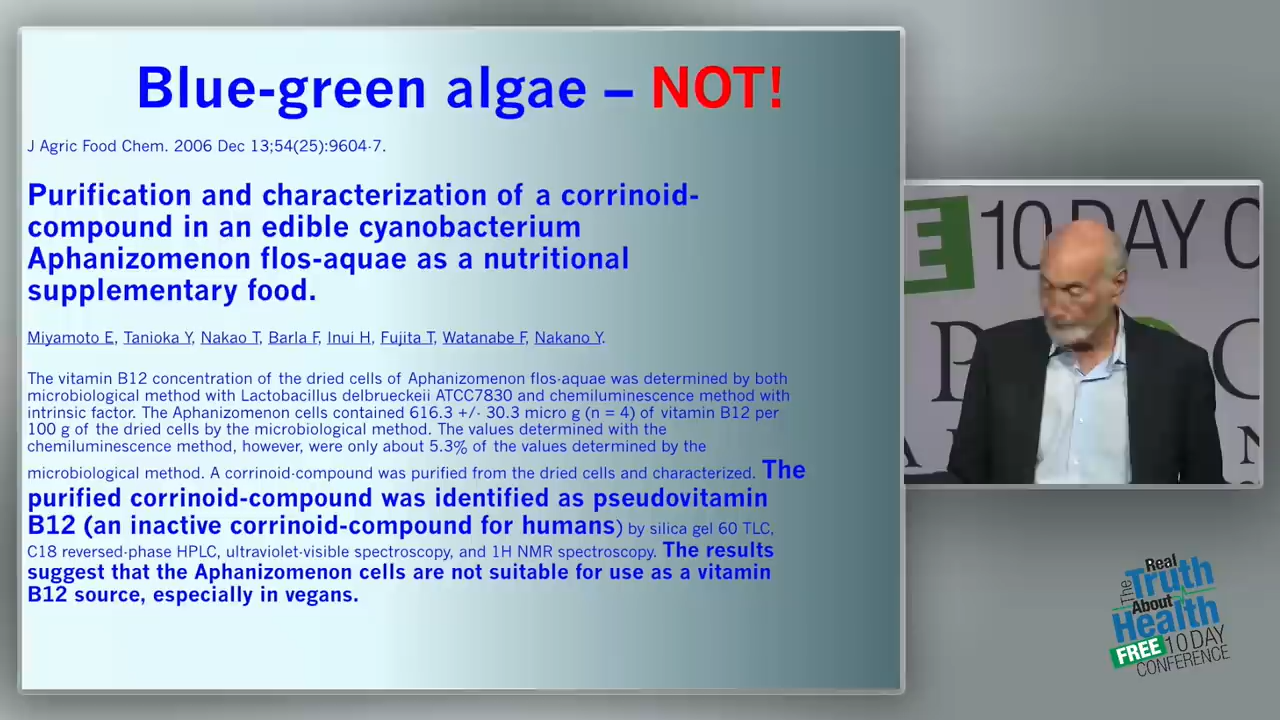 Blue-green algae – NOT!
J Agric Food Chem. 2006 Dec 13;54(25):9604-7.
Purification and characterization of a corrinoid-
compound in an edible cyanobacterium
Aphanizomenon flos-aquae as a nutritional
supplementary food.
Miyamoto E, Tanioka Y, Nakao T, Barla F, Inui H, Fujita T, Watanabe F, Nakano Y.
The vitamin B12 concentration of the dried cells of Aphanizomenon flos-aquae was determined by both
microbiological method with Lactobacillus delbrueckeii ATCC7830 and chemiluminescence method with
intrinsic factor. The Aphanizomenon cells contained 616.3 +/- 30.3 micro g (n = 4) of vitamin B12 per
100 g of the dried cells by the microbiological method. The values determined with the
chemiluminescence method, however, were only about 5.3% of the values determined by the
microbiological method. A corrinoid-compound was purified from the dried cells and characterized. The
purified corrinoid-compound was identified as pseudovitamin
B12 (an inactive corrinoid-compound for humans) by silica gel 60 TLC,
C18 reversed-phase HPLC, ultraviolet-visible spectroscopy, and 1H NMR spectroscopy. The results
suggest that the Aphanizomenon cells are not suitable for use as a vitamin
B12 source, especially in vegans.
E 10 DAY C
The Real
Truth
About
Health
FREE 10 DAY
CONFERENCE